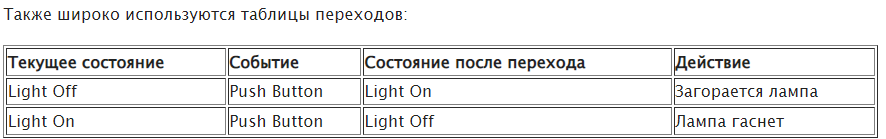 Также широко используются таблицы переходов:
Текущее состояние Событие Состояние после перехода Действие
Light Off Push Button Light On Загорается лампа
Light On Push Button Light Off Лампа гаснет